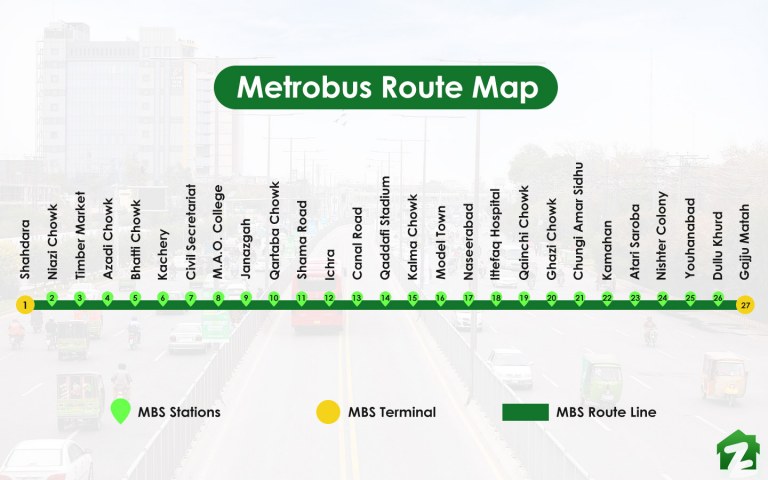 Metrobus Route Map
Shahdara
Niazi Chowk
Timber Market
Azadi Chowk
Bhatti Chowk
Kachery
Civil Secretariat
M.A.O. College
Janazgah
Qartaba Chowk
Shama Road
Ichra
Canal Road
Qaddafi Stadium
Kalma Chowk
Model Town
Naseerabad
Ittefaq Hospital
Qainchi Chowk
Ghazi Chowk
Chungi Amar Sidhu
Kamahan
Atari Saroba
Nishter Colony
Youhanabad
Dullu Khurd
Gajju Matah
1 2 3 4 5 6 7 8 9 10 11 12 13 14 15 16 17 18 19 20 21 22 23 24 25 26 27
MBS Stations
MBS Terminal
MBS Route Line